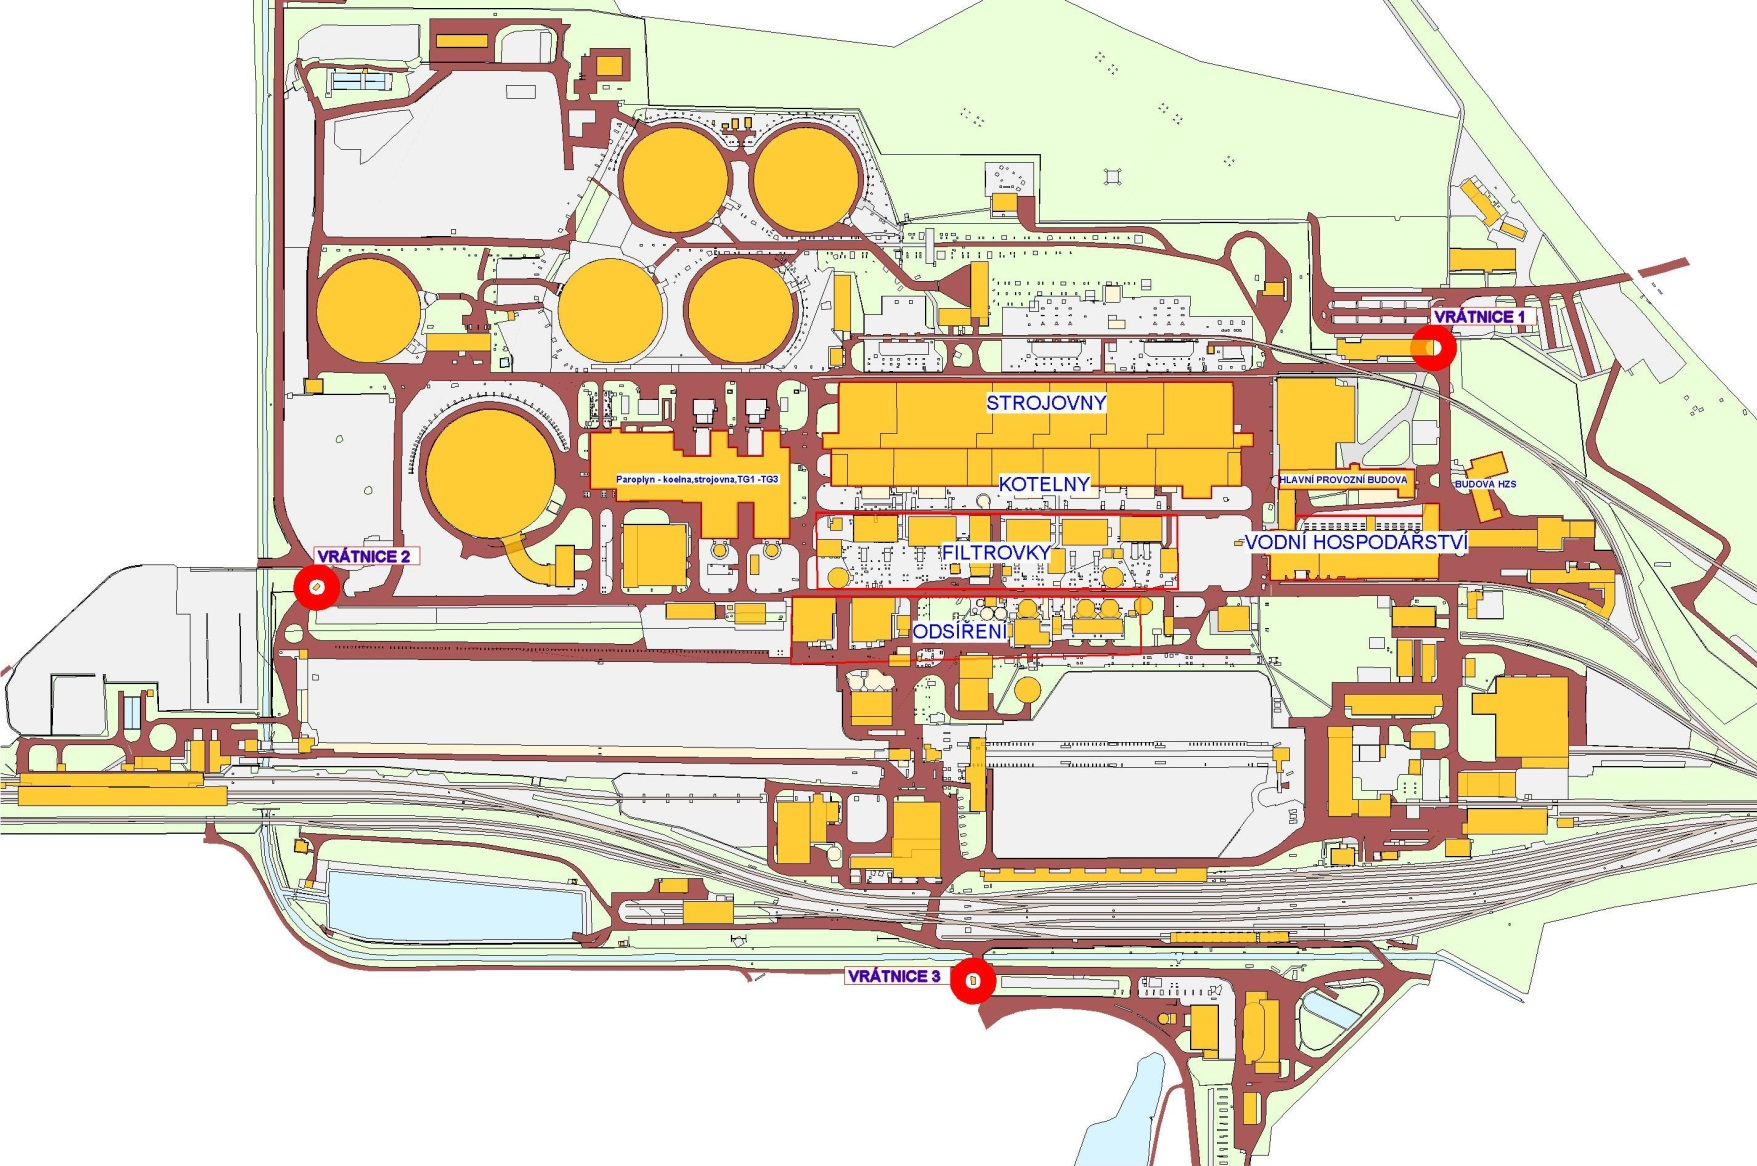 VRÁTNICE 1
STROJOVNY
Paroplyn - koelna,strojovna,TG1 -TG3
KOTELNY
HLAVNÍ PROVOZNÍ BUDOVA
BUDOVA HZS
VRÁTNICE 2
FILTROVKY
VODNÍ HOSPODÁŘSTVÍ
ODSÍŘENÍ
VRÁTNICE 3